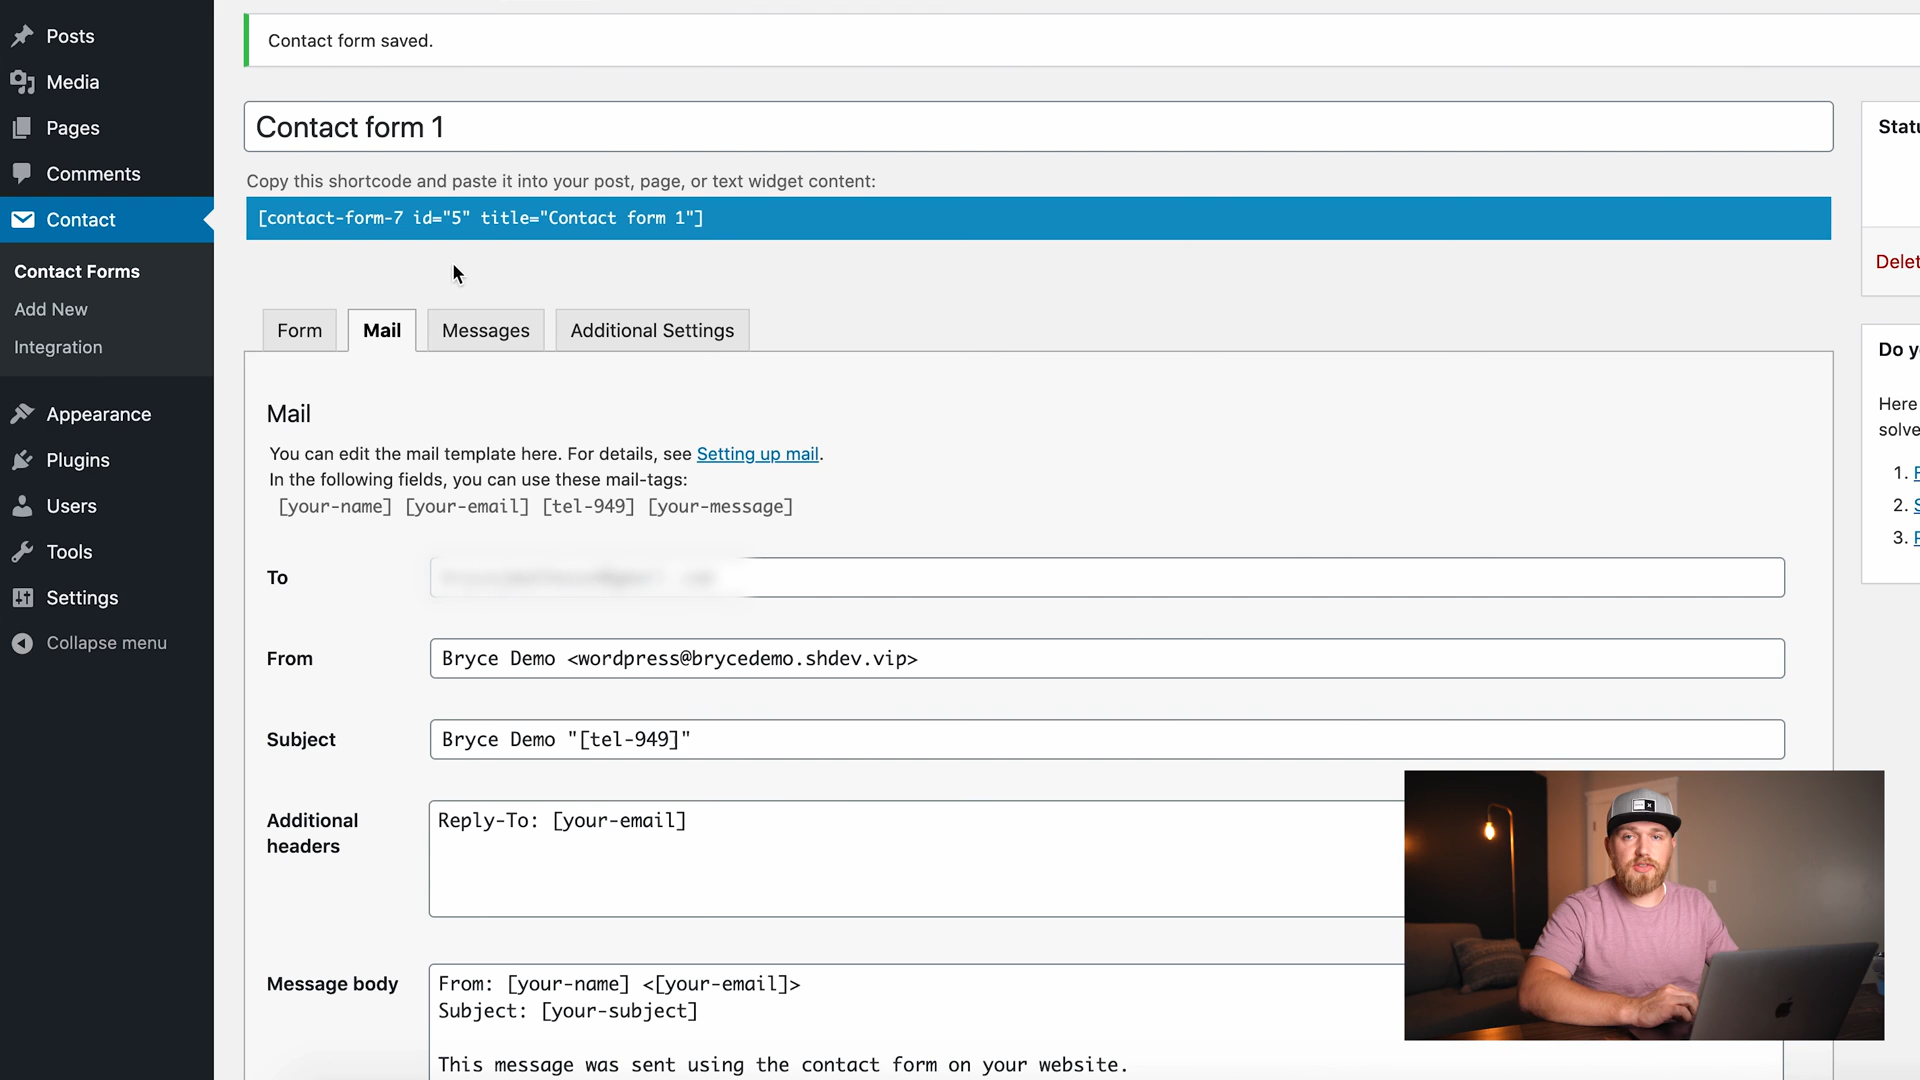 Posts
Media
Pages
Comments
Contact
Contact Forms
Add New
Integration
Appearance
Plugins
Users
Tools
Settings
Collapse menu
Contact form saved.
Contact form 1
Copy this shortcode and paste it into your post, page, or text widget content:
[contact-form-7 id="5" title="Contact form 1"]
Form
Mail
Messages
Additional Settings
Mail
You can edit the mail template here. For details, see Setting up mail.
In the following fields, you can use these mail-tags:
[your-name] [your-email] [tel-949] [your-message]
To
From
Bryce Demo <wordpress@brycedemo.shdev.vip>
Subject
Bryce Demo "[tel-949]"
Additional
headers
Reply-To: [your-email]
Message body
From: [your-name] <[your-email]>
Subject: [your-subject]
This message was sent using the contact form on your website.
Statu
Delet
Do y
Here
solve
1.
2. S
3.